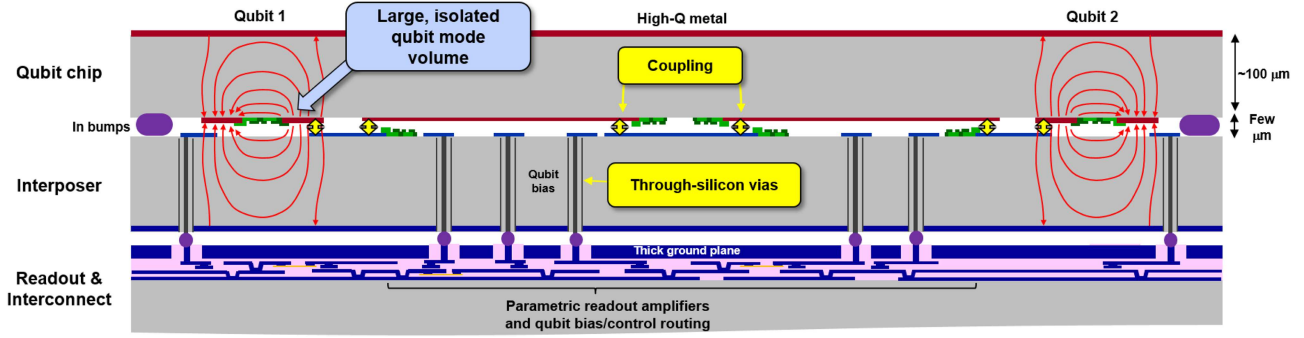 Qubit 1
Large, isolated
qubit mode
volume
High-Q metal
Qubit 2
Qubit chip
Coupling
~100 μm
In bumps
Few
μm
Interposer
Qubit
bias
Through-silicon vias
Thick ground plane
Readout &
Interconnect
Parametric readout amplifiers
and qubit bias/control routing